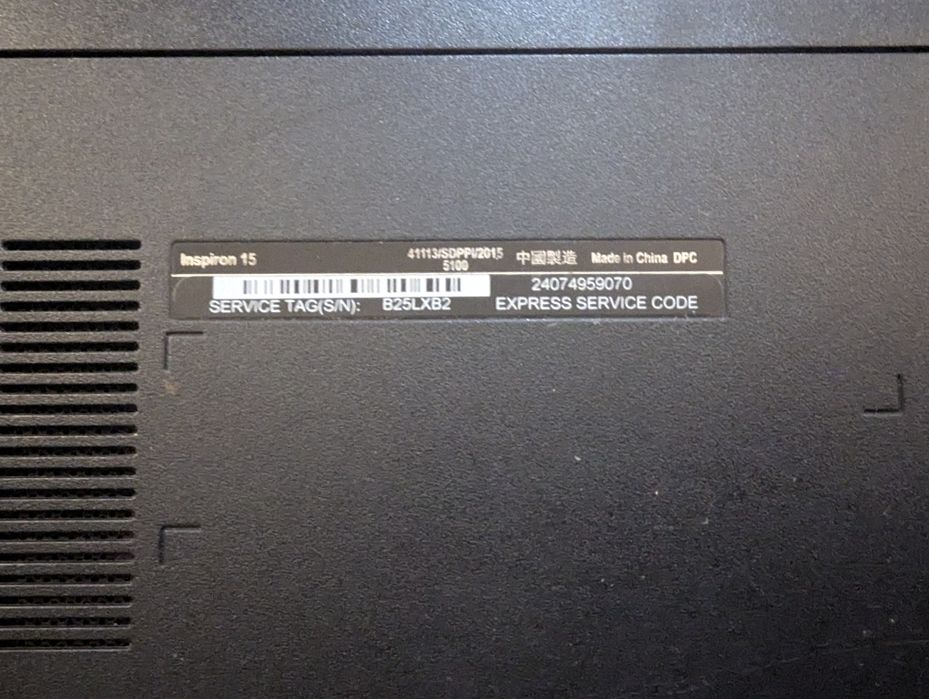 Inspiron 15 41113/SDPPI/2015 中國製造 Made in China DPC
5100
24074959070
SERVICE TAG(S/N): B25LXB2 EXPRESS SERVICE CODE